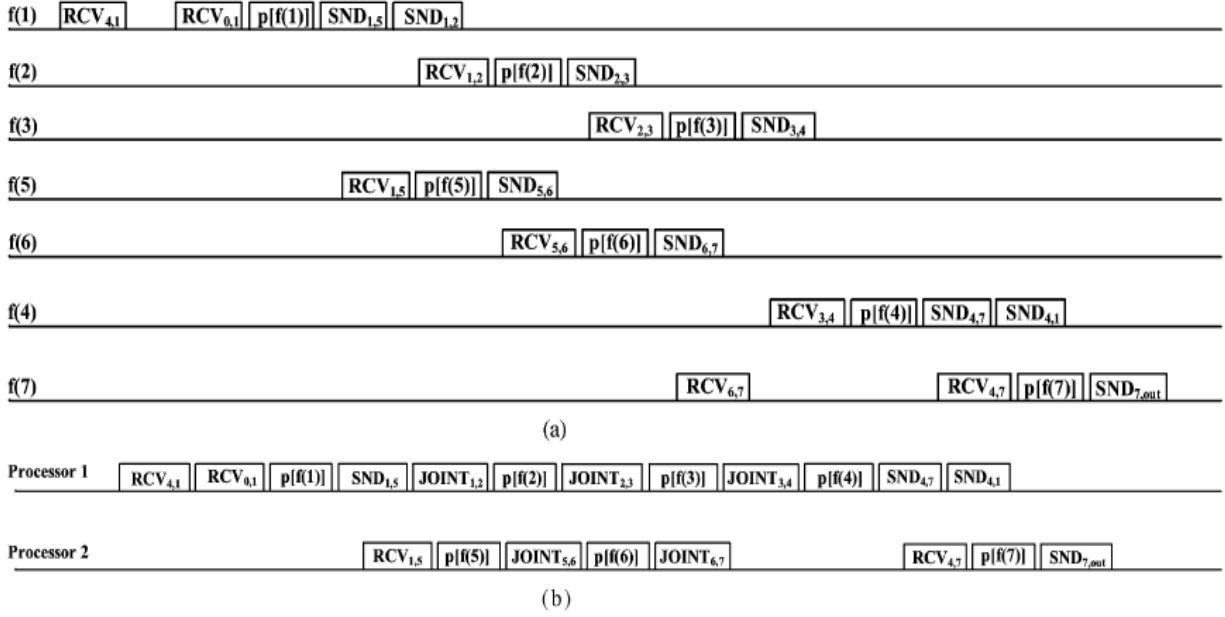 f(1) RCV4,1 RCV0,1 p[f(1)] SND1,5 SND1,2
f(2) RCV1,2 p[f(2)] SND2,3
f(3) RCV2,3 p[f(3)] SND3,4
f(5) RCV1,5 p[f(5)] SND5,6
f(6) RCV5,6 p[f(6)] SND6,7
f(4) RCV3,4 p[f(4)] SND4,7 SND4,1
f(7) RCV6,7 RCV4,7 p[f(7)] SND7,out
(a)
Processor 1 RCV4,1 RCV0,1 p[f(1)] SND1,5 JOINT1,2 p[f(2)] JOINT2,3 p[f(3)] JOINT3,4 p[f(4)] SND4,7 SND4,1
Processor 2 RCV1,5 p[f(5)] JOINT5,6 p[f(6)] JOINT6,7 RCV4,7 p[f(7)] SND7,out
(b)